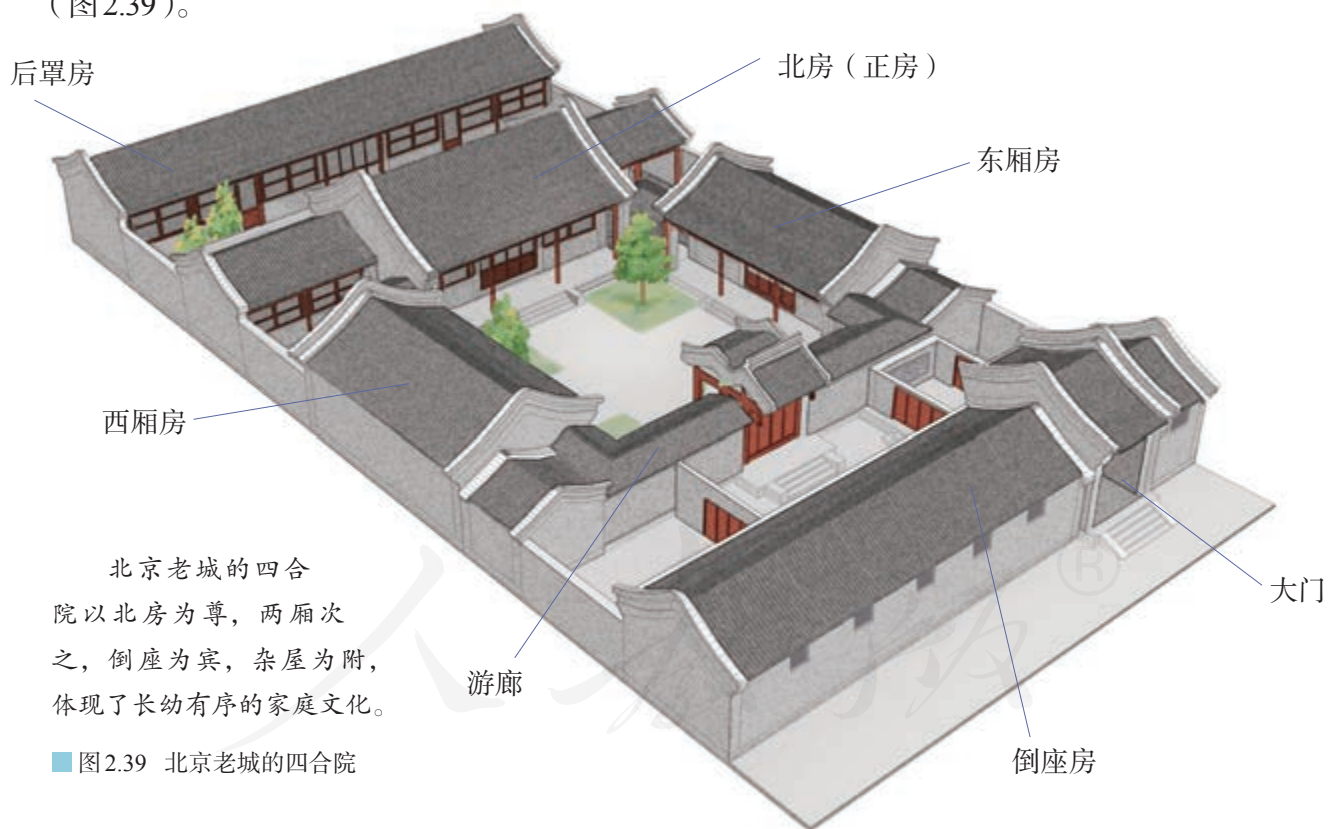 （图2.39）。
后罩房
北房（正房）
东厢房
西厢房
北京老城的四合
院以北房为尊，两厢次
之，倒座为宾，杂屋为附，
体现了长幼有序的家庭文化。
游廊
大门
倒座房
图2.39 北京老城的四合院